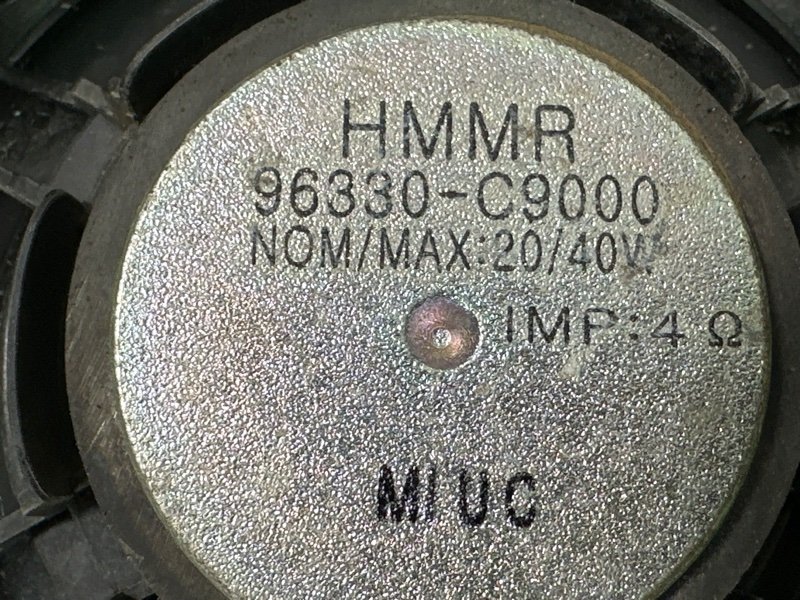 HMMR
96330-C9000
NOM/MAX:20/40W
IMP:4 Ω
MIUC